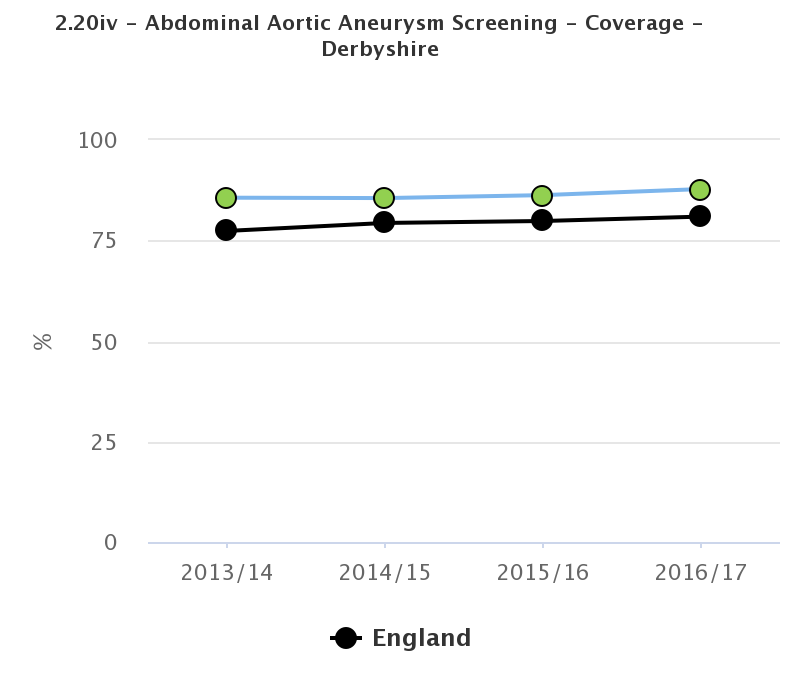 2.20iv – Abdominal Aortic Aneurysm Screening – Coverage –
Derbyshire
100
75
50
25
0
%
2013/14 2014/15 2015/16 2016/17
England